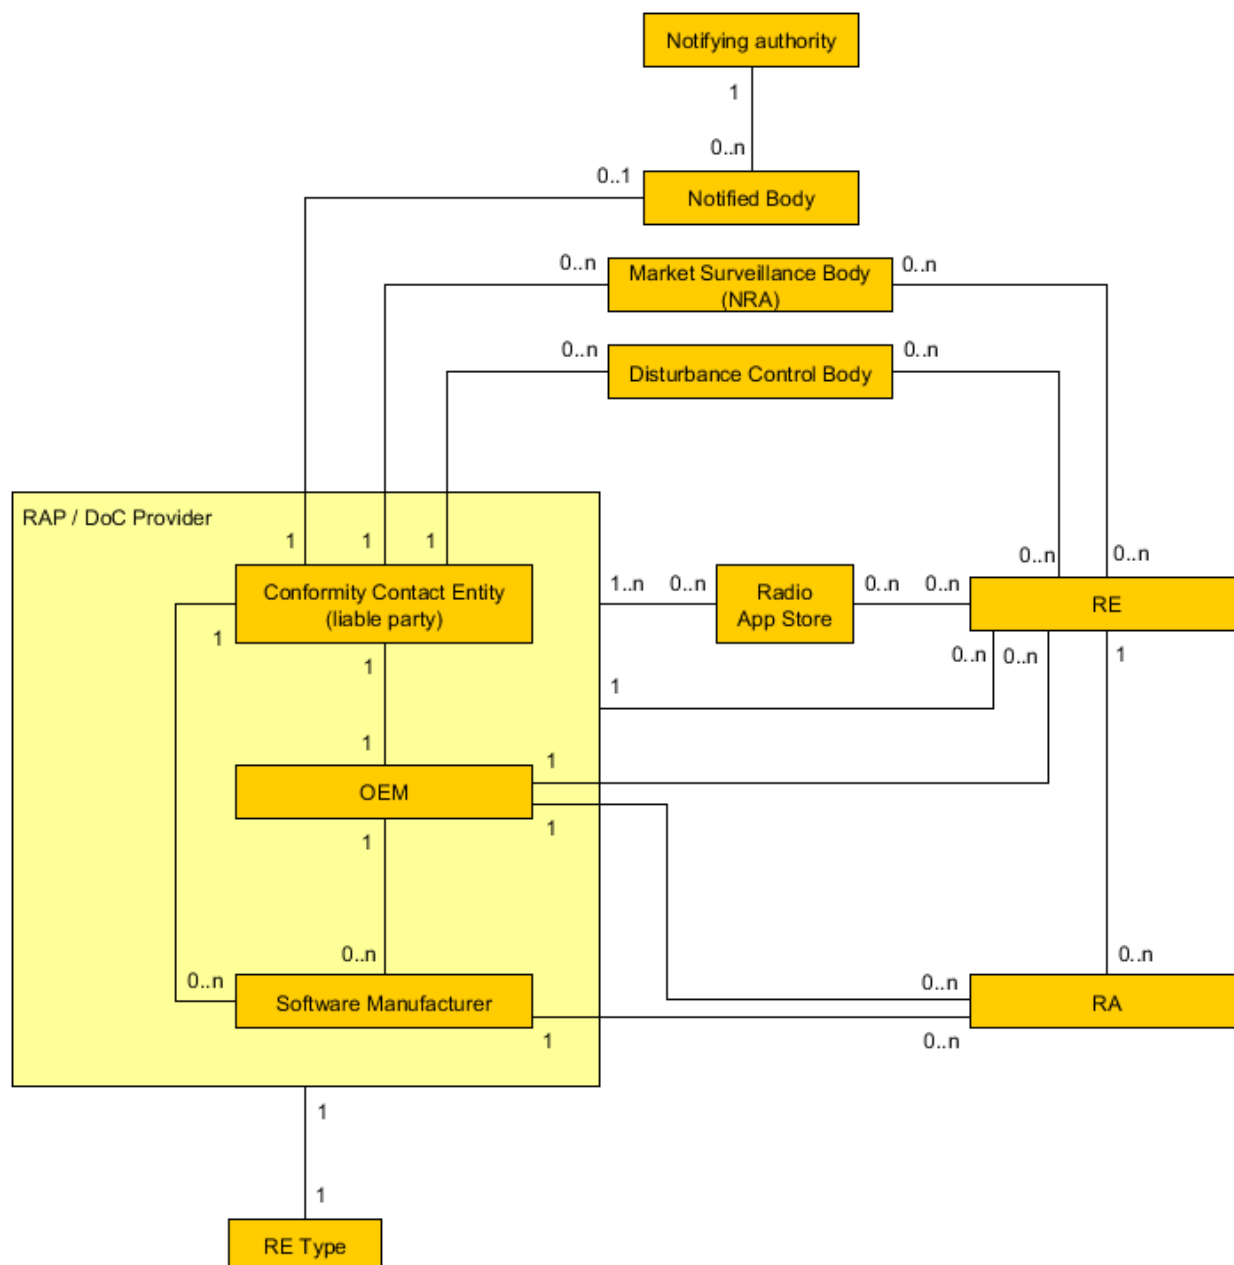 Notifying authority
1
0..n
0..1
Notified Body
0..n
Market Surveillance Body
(NRA)
0..n
0..n
Disturbance Control Body
0..n
RAP / DoC Provider
1
1
1
0..n
0..n
Conformity Contact Entity
(liable party)
1..n
0..n
Radio
App Store
0..n
0..n
RE
1
1
0..n
0..n
1
1
1
1
OEM
1
1
0..n
0..n
0..n
0..n
Software Manufacturer
RA
1
0..n
1
1
RE Type